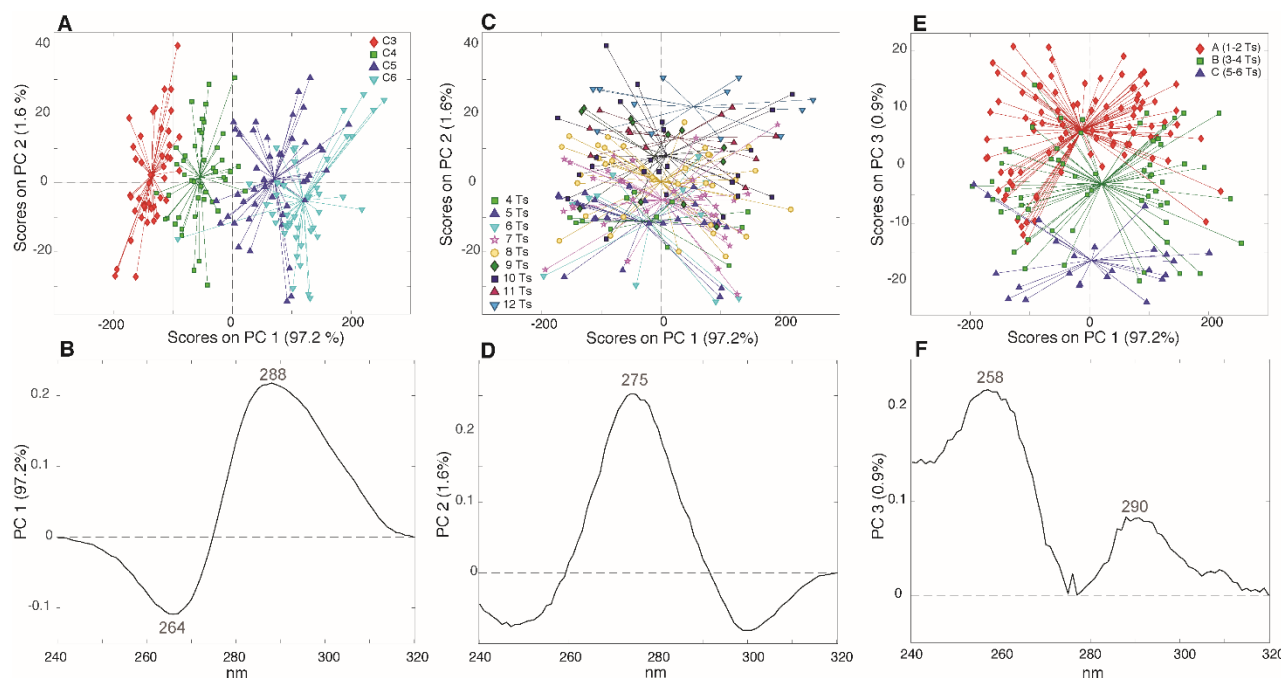 A
C3
C4
C5
C6
Scores on PC 2 (1.6 %)
40
20
0
-20
-200
0
200
Scores on PC 1 (97.2 %)
C
4 Ts
5 Ts
6 Ts
7 Ts
8 Ts
9 Ts
10 Ts
11 Ts
12 Ts
Scores on PC 2 (1.6%)
40
20
0
-20
-200
0
200
Scores on PC 1 (97.2%)
E
A (1-2 Ts)
B (3-4 Ts)
C (5-6 Ts)
Scores on PC 3 (0.9%)
20
10
0
-10
-20
-200
0
200
Scores on PC 1 (97.2%)
B
288
264
PC 1 (97.2%)
0.2
0.1
0
-0.1
240 260 280 300 320
nm
D
275
PC 2 (1.6%)
0.2
0.1
0
240 260 280 300 320
nm
F
258
290
PC 3 (0.9%)
0.2
0.1
0
240 260 280 300 320
nm